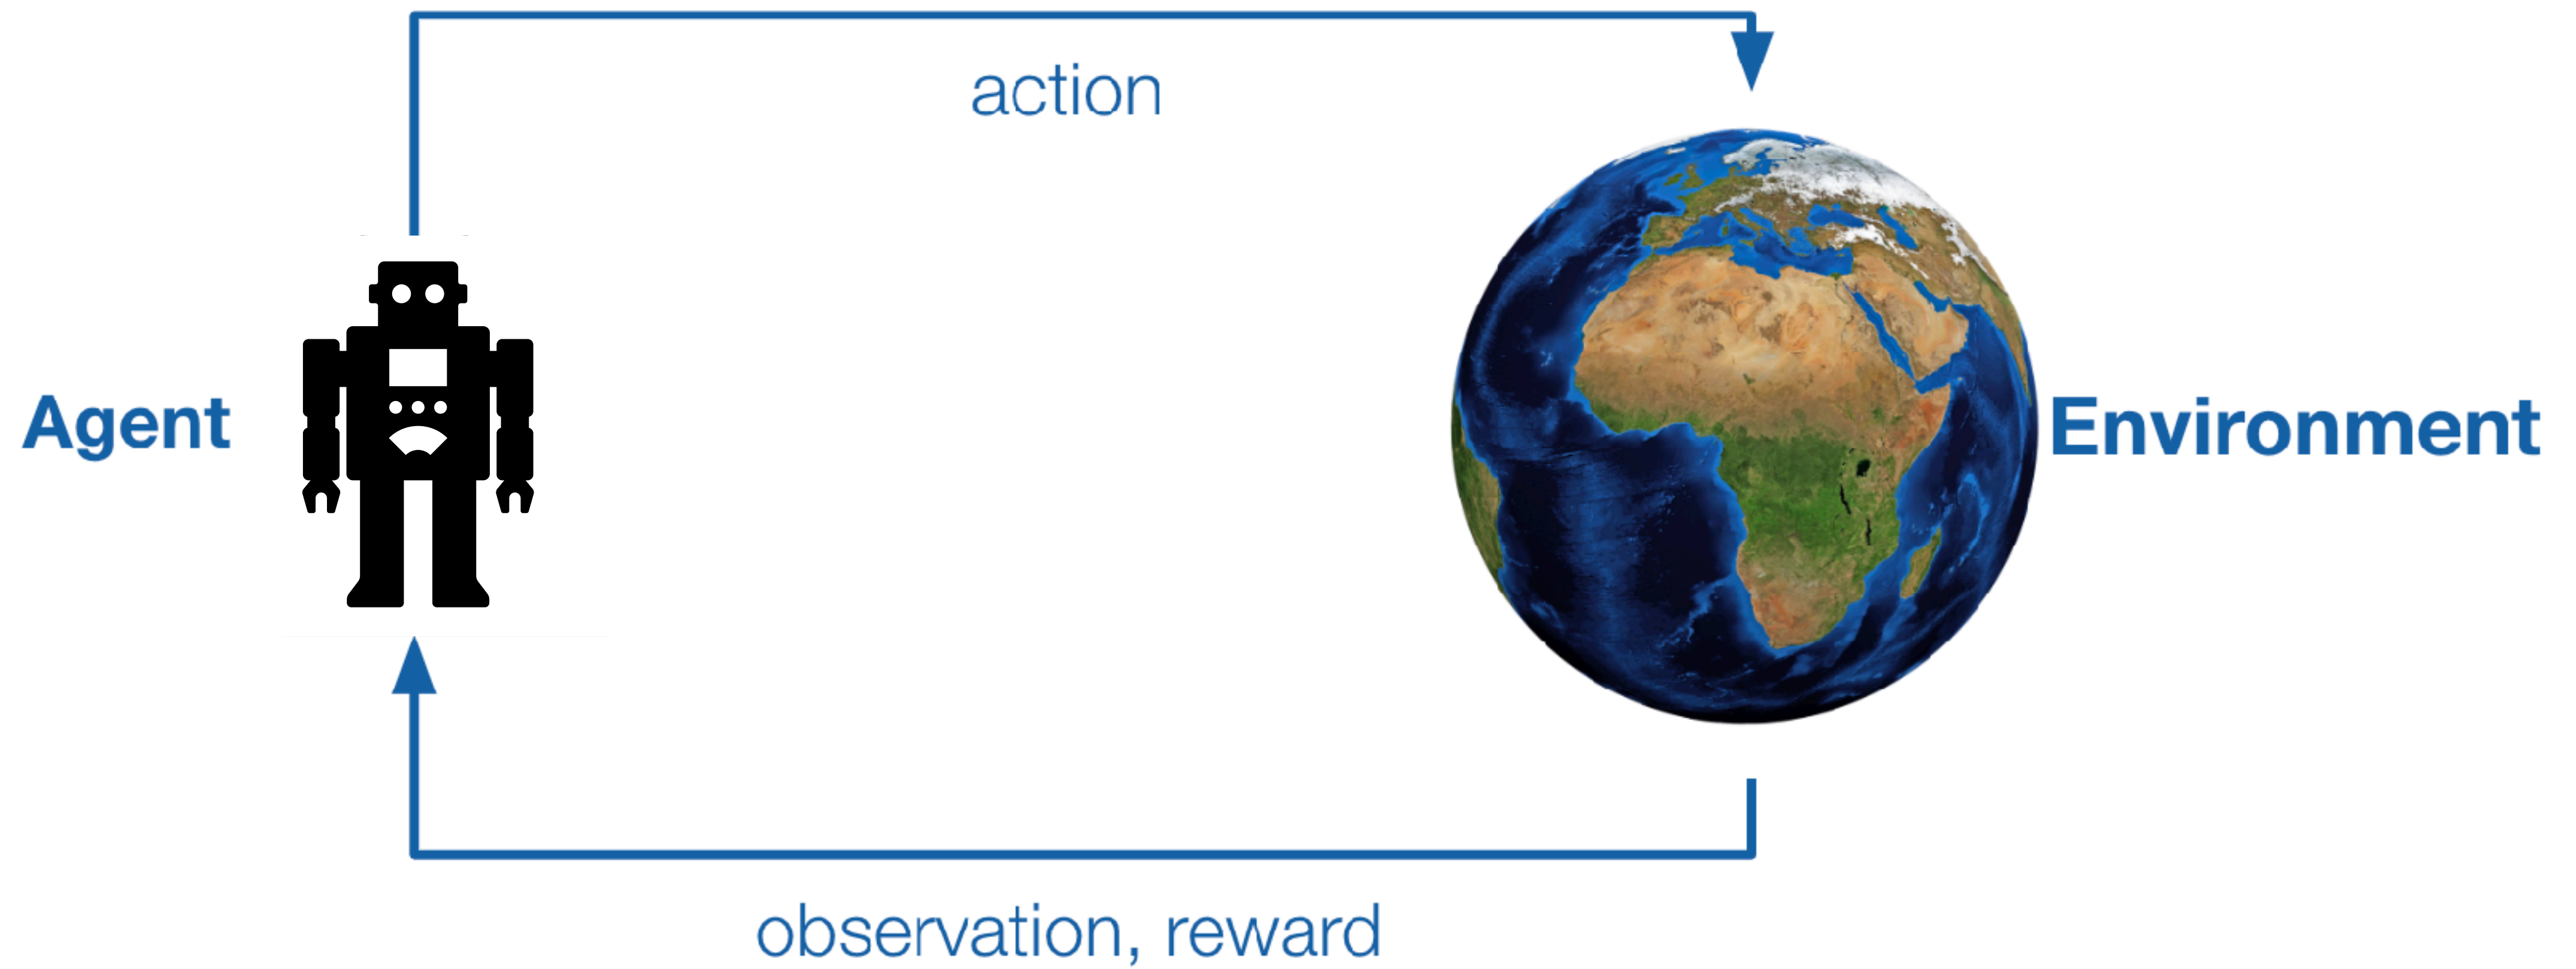 action
Agent
Environment
observation, reward